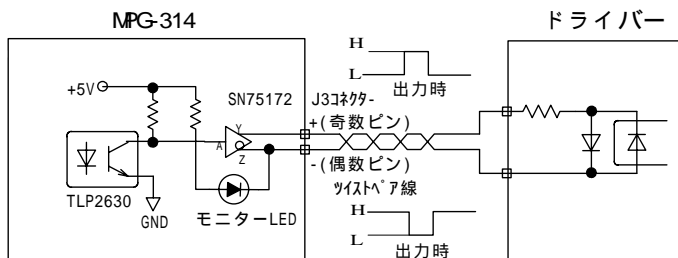 MPG-314
ドライバー
H
L
出力時
+5V
SN75172
J3コネクター
+(奇数ピン)
Y
A
Z
-(偶数ピン)
ツイストペア線
TLP2630
GND
モニターLED
H
L
出力時